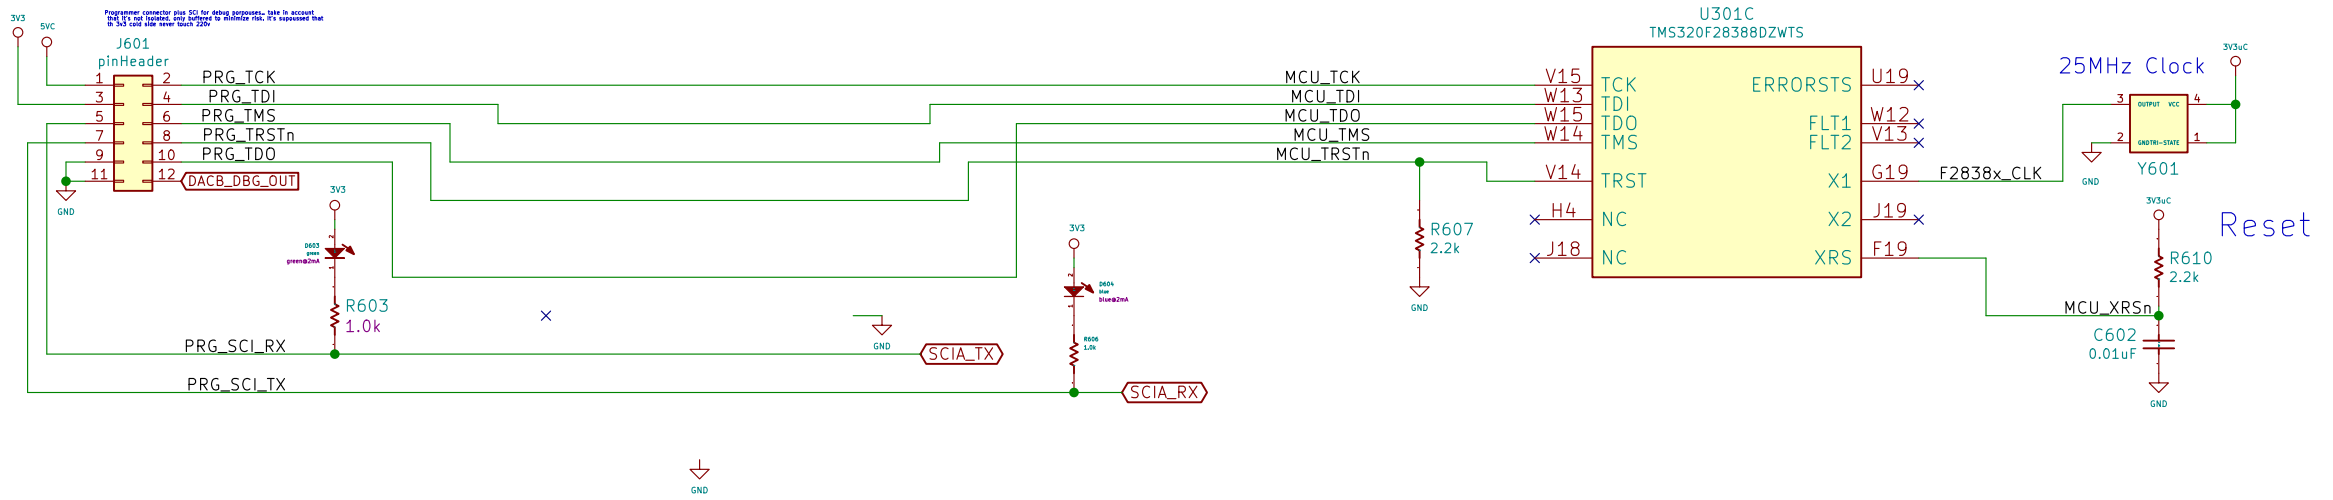 Programmer connector plus SCI for debug porpouses,, take in account
that it's not isolated, only buffered to minimize risk. It's suppussed that
th 3v3 cold side never touch 220v
3V3
5VC
J601
pinHeader
1
3
5
7
9
11
2
4
6
8
10
12
PRG_TCK
PRG_TDI
PRG_TMS
PRG_TRSTn
PRG_TDO
DACB_DBG_OUT
GND
3V3
D603
green
green@2mA
2
1
R603
1.0k
PRG_SCI_RX
SCIA_TX
PRG_SCI_TX
SCIA_RX
GND
GND
3V3
D604
blue
blue@2mA
2
1
R606
1.0k
MCU_TCK
MCU_TDI
MCU_TDO
MCU_TMS
MCU_TRSTn
R607
2.2k
GND
U301C
TMS320F28388DZWTS
V15
W13
W15
W14
V14
H4
J18
TCK
TDI
TDO
TMS
TRST
NC
NC
ERRORSTS
FLT1
FLT2
X1
X2
XRS
U19
W12
V13
G19
J19
F19
F2838x_CLK
25MHz Clock
3V3uC
3
2
OUTPUT VCC
GNDTRI-STATE
4
1
Y601
GND
Reset
3V3uC
R610
2.2k
MCU_XRSn
C602
0.01uF
GND